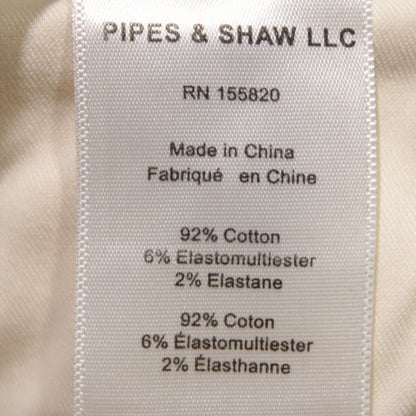 PIPES & SHAW LLC
RN 155820
Made in China
Fabriqué en Chine
92% Cotton
6% Elastomultiester
2% Elastane
92% Coton
6% Élastomultiester
2% Élasthanne